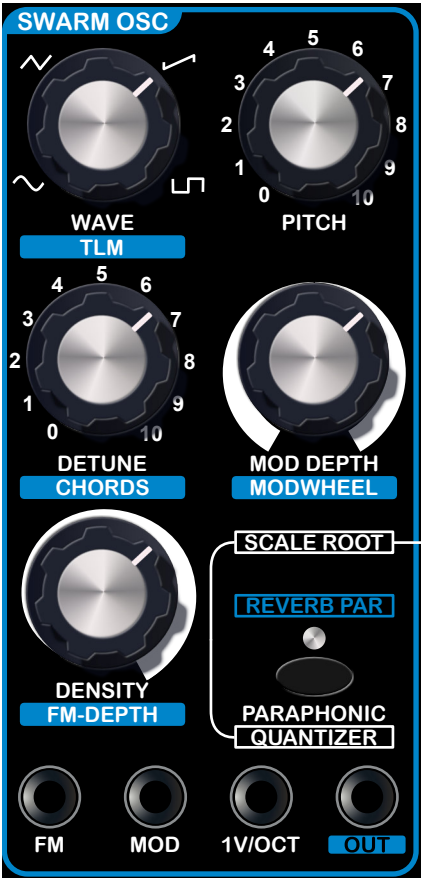 SWARM OSC
WAVE
TLM
0 1 2 3 4 5 6 7 8 9 10
PITCH
0 1 2 3 4 5 6 7 8 9 10
DETUNE
CHORDS
MOD DEPTH
MODWHEEL
DENSITY
FM-DEPTH
SCALE ROOT
REVERB PAR
PARAPHONIC
QUANTIZER
FM
MOD
1V/OCT
OUT